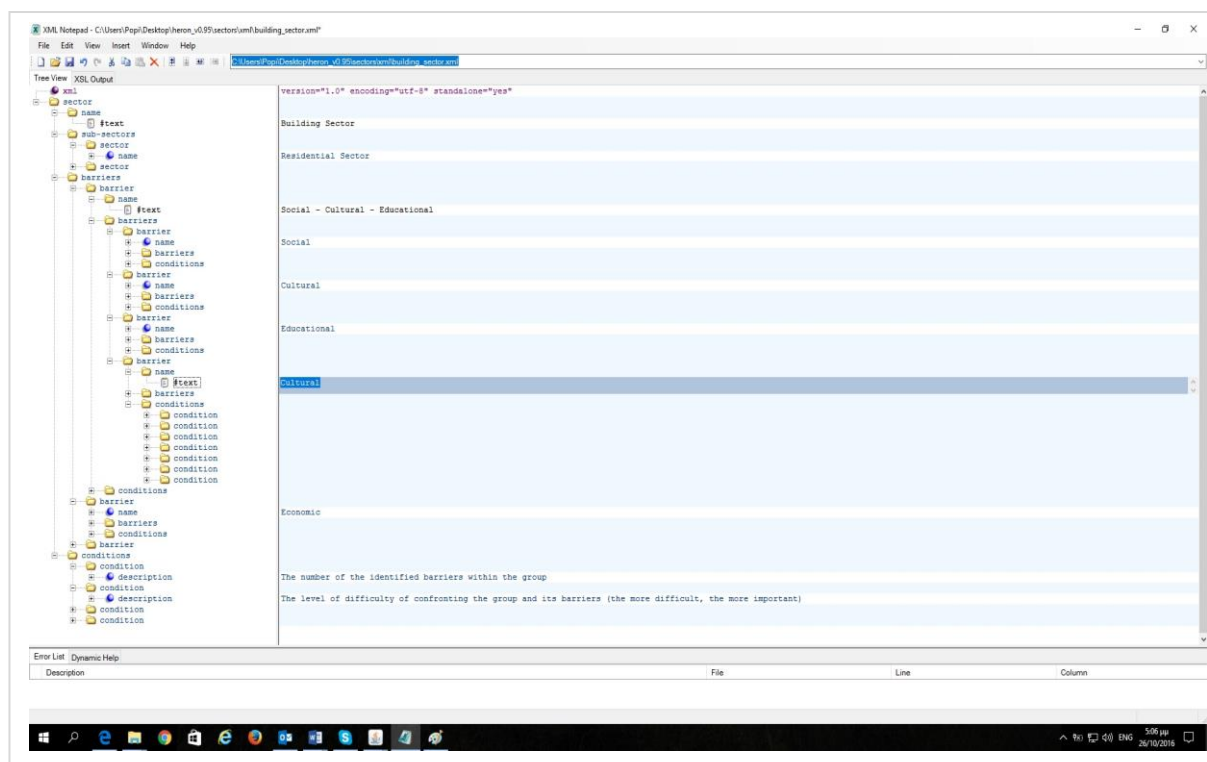 XML Notepad - C:\Users\Popi\Desktop\heron_v0.95\sectors\xml\building_sector.xml*
File Edit View Insert Window Help
C:\Users\Popi\Desktop\heron_v0.95\sectors\xml\building_sector.xml
Tree View XSL Output
xml version="1.0" encoding="utf-8" standalone="yes"
sector
name
#text Building Sector
sub-sectors
sector
name Residential Sector
sector
barriers
barrier
name
#text Social - Cultural - Educational
barriers
barrier
name Social
barriers
conditions
barrier
name Cultural
barriers
conditions
barrier
name Educational
barriers
conditions
barrier
name
#text Cultural
barriers
conditions
condition
condition
condition
condition
condition
condition
condition
conditions
barrier
name Economic
barriers
conditions
barrier
conditions
condition
description The number of the identified barriers within the group
condition
description The level of difficulty of confronting the group and its barriers (the more difficult, the more important)
condition
condition
Error List Dynamic Help
Description File Line Column
ENG 5:06 μμ
26/10/2016